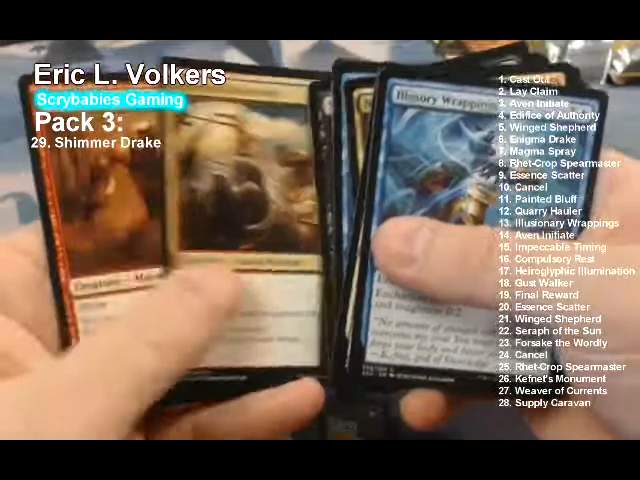 Eric L. Volkers
Scrybabies Gaming
Pack 3:
29. Shimmer Drake
1. Cast Out
2. Lay Claim
3. Aven Initiate
4. Edifice of Authority
5. Winged Shepherd
6. Enigma Drake
7. Magma Spray
8. Rhet-Crop Spearmaster
9. Essence Scatter
10. Cancel
11. Painted Bluff
12. Quarry Hauler
13. Illusionary Wrappings
14. Aven Initiate
15. Impeccable Timing
16. Compulsory Rest
17. Heiroglyphic Illumination
18. Gust Walker
19. Final Reward
20. Essence Scatter
21. Winged Shepherd
22. Seraph of the Sun
23. Forsake the Wordly
24. Cancel
25. Rhet-Crop Spearmaster
26. Kefnet's Monument
27. Weaver of Currents
28. Supply Caravan